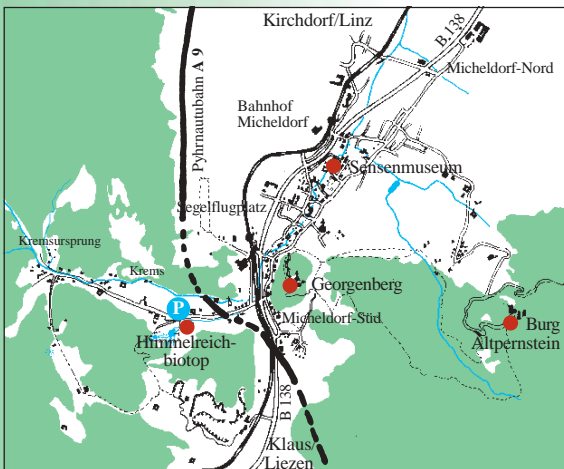 Kirchdorf/Linz
B 138
Micheldorf-Nord
Pyhrnautubahn A 9
Bahnhof
Micheldorf
Sensenmuseum
Segelflugplatz
Kremsursprung
Krems
Georgenberg
P
Micheldorf-Süd
Himmelreich-
biotop
Burg
Altpernstein
B 138
Klaus/
Liezen